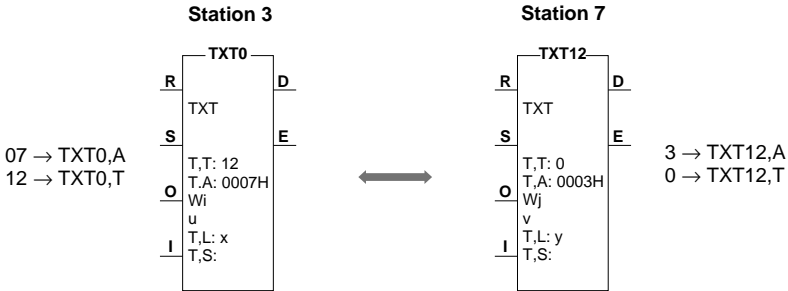 Station 3
Station 7
TXT0
R
D
TXT
S
E
07 → TXT0,A
12 → TXT0,T
T,T: 12
T.A: 0007H
O
Wi
u
T,L: x
I
T,S:
TXT12
R
D
TXT
S
E
T,T: 0
T,A: 0003H
O
Wj
v
T,L: y
I
T,S:
3 → TXT12,A
0 → TXT12,T